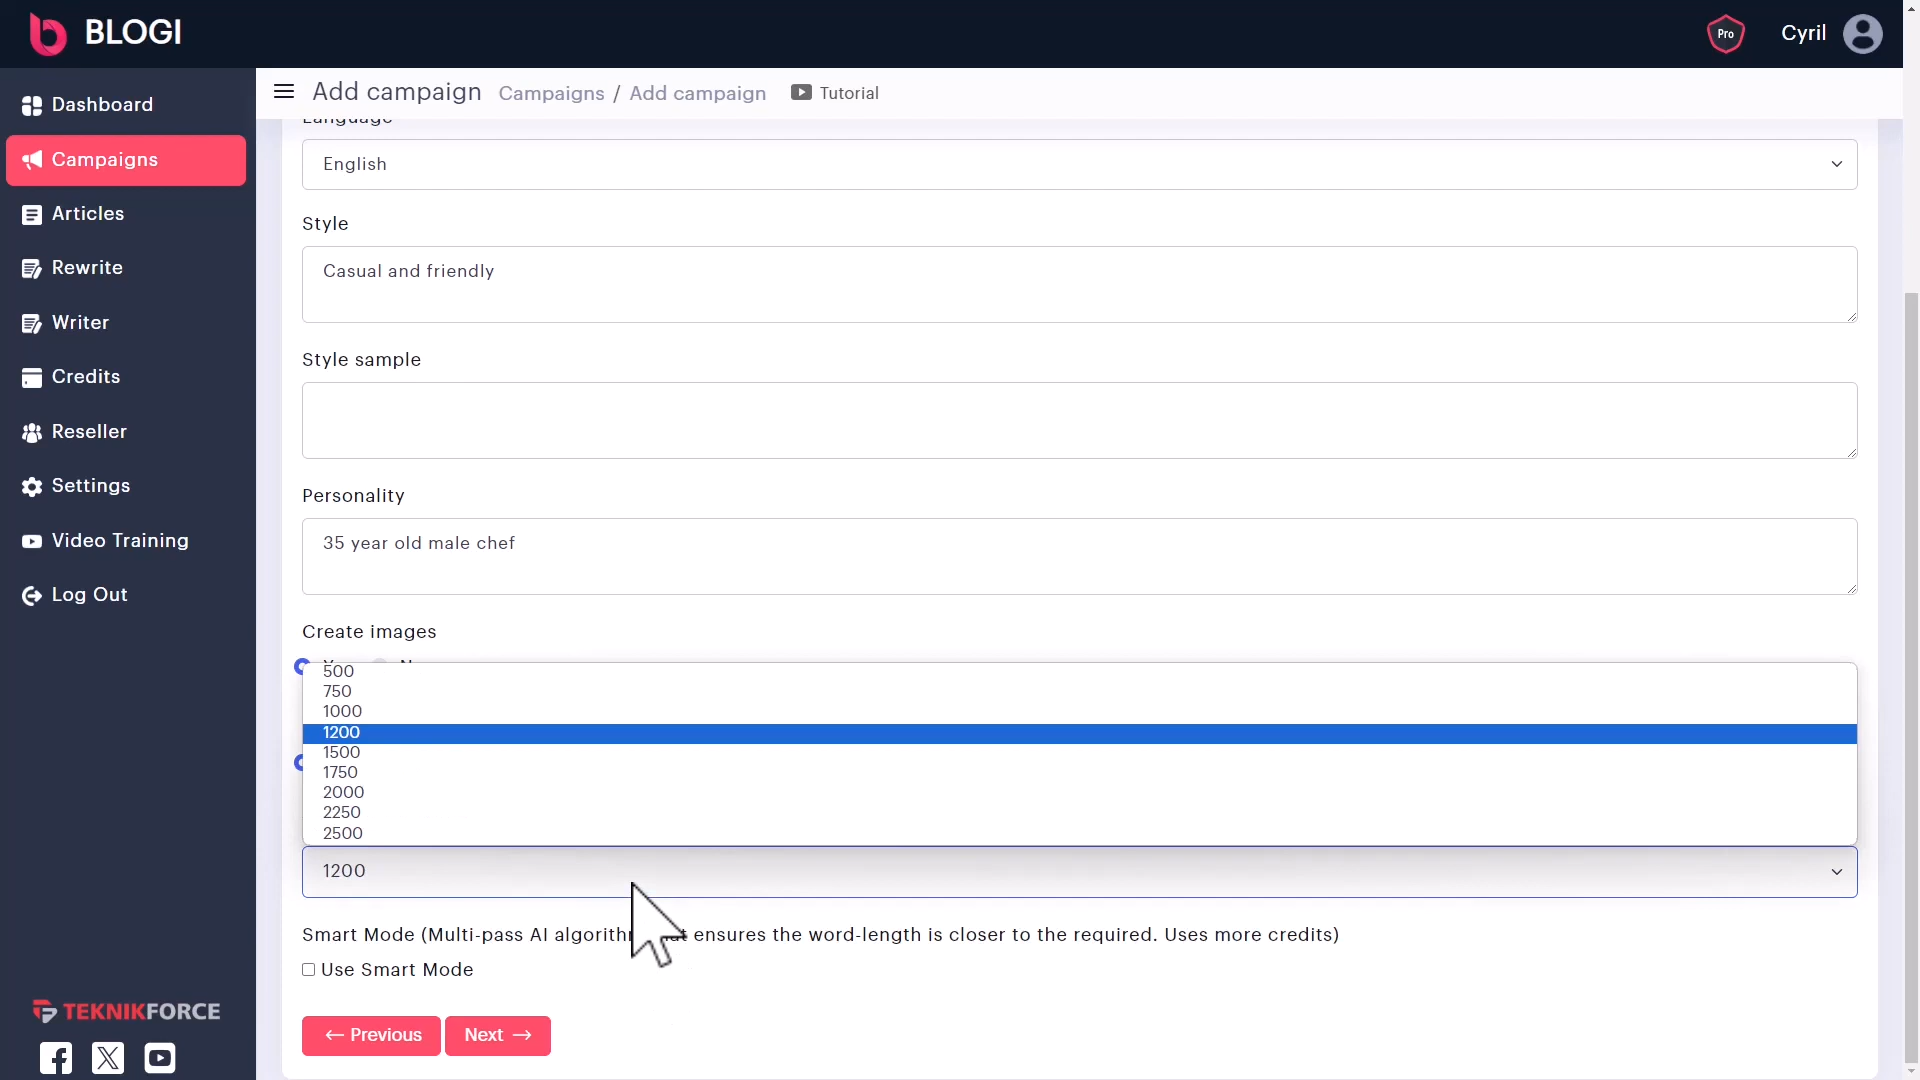 BLOGI
Pro
Cyril
Dashboard
Campaigns
Articles
Rewrite
Writer
Credits
Reseller
Settings
Video Training
Log Out
TEKNIKFORCE
Add campaign
Campaigns / Add campaign
Tutorial
Language
English
Style
Casual and friendly
Style sample
Personality
35 year old male chef
Create images
500
750
1000
1200
1500
1750
2000
2250
2500
1200
Smart Mode (Multi-pass AI algorith ensures the word-length is closer to the required. Uses more credits)
Use Smart Mode
← Previous
Next →